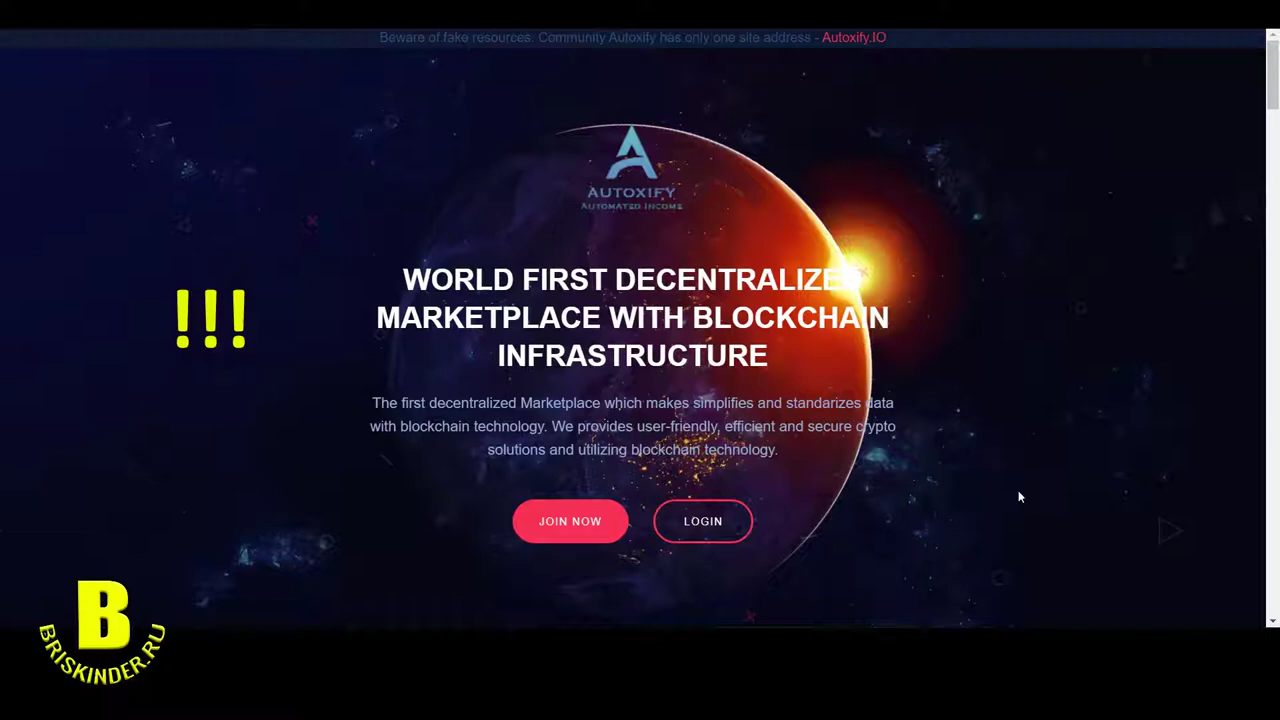 Beware of fake resources. Community Autoxify has only one site address - Autoxify.IO
AUTOXIFY
AUTOMATED INCOME
WORLD FIRST DECENTRALIZED
MARKETPLACE WITH BLOCKCHAIN
INFRASTRUCTURE
!!!
The first decentralized Marketplace which makes simplifies and standarizes data
with blockchain technology. We provides user-friendly, efficient and secure crypto
solutions and utilizing blockchain technology.
JOIN NOW
LOGIN
B
BRISKINDER.RU